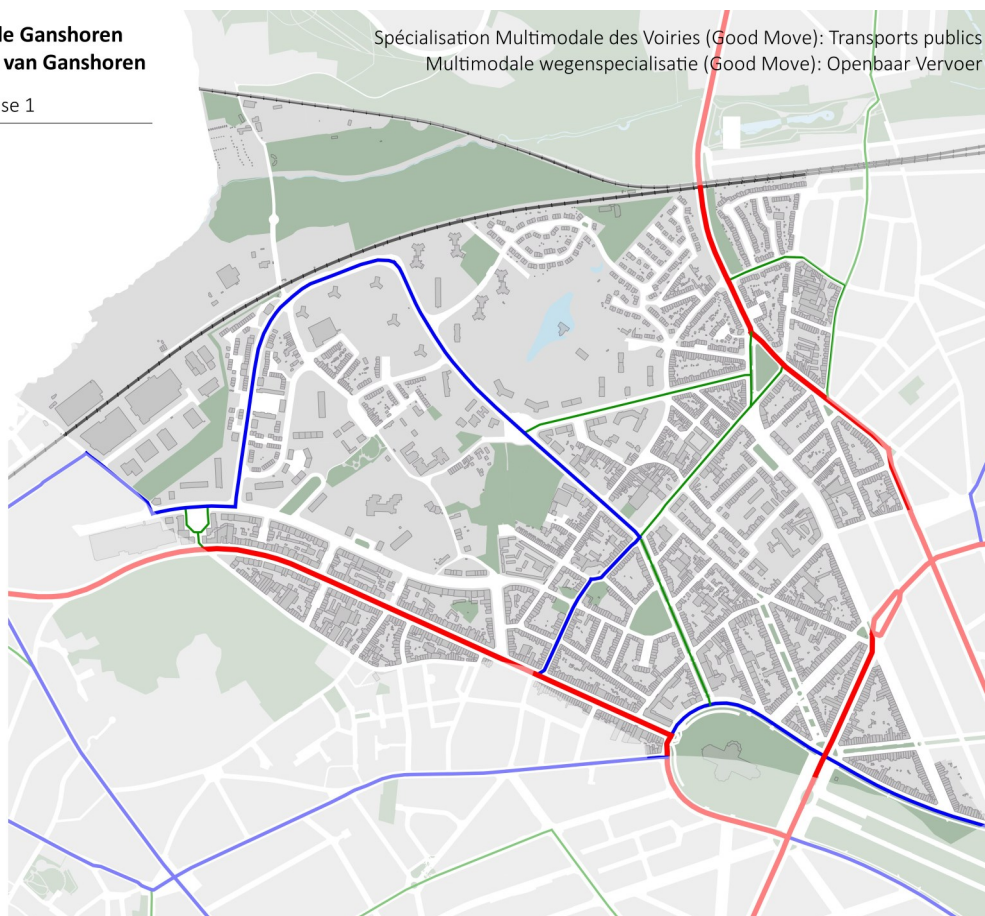 de Ganshoren
van Ganshoren
se 1
Spécialisation Multimodale des Voiries (Good Move): Transports publics
Multimodale wegenspecialisatie (Good Move): Openbaar Vervoer